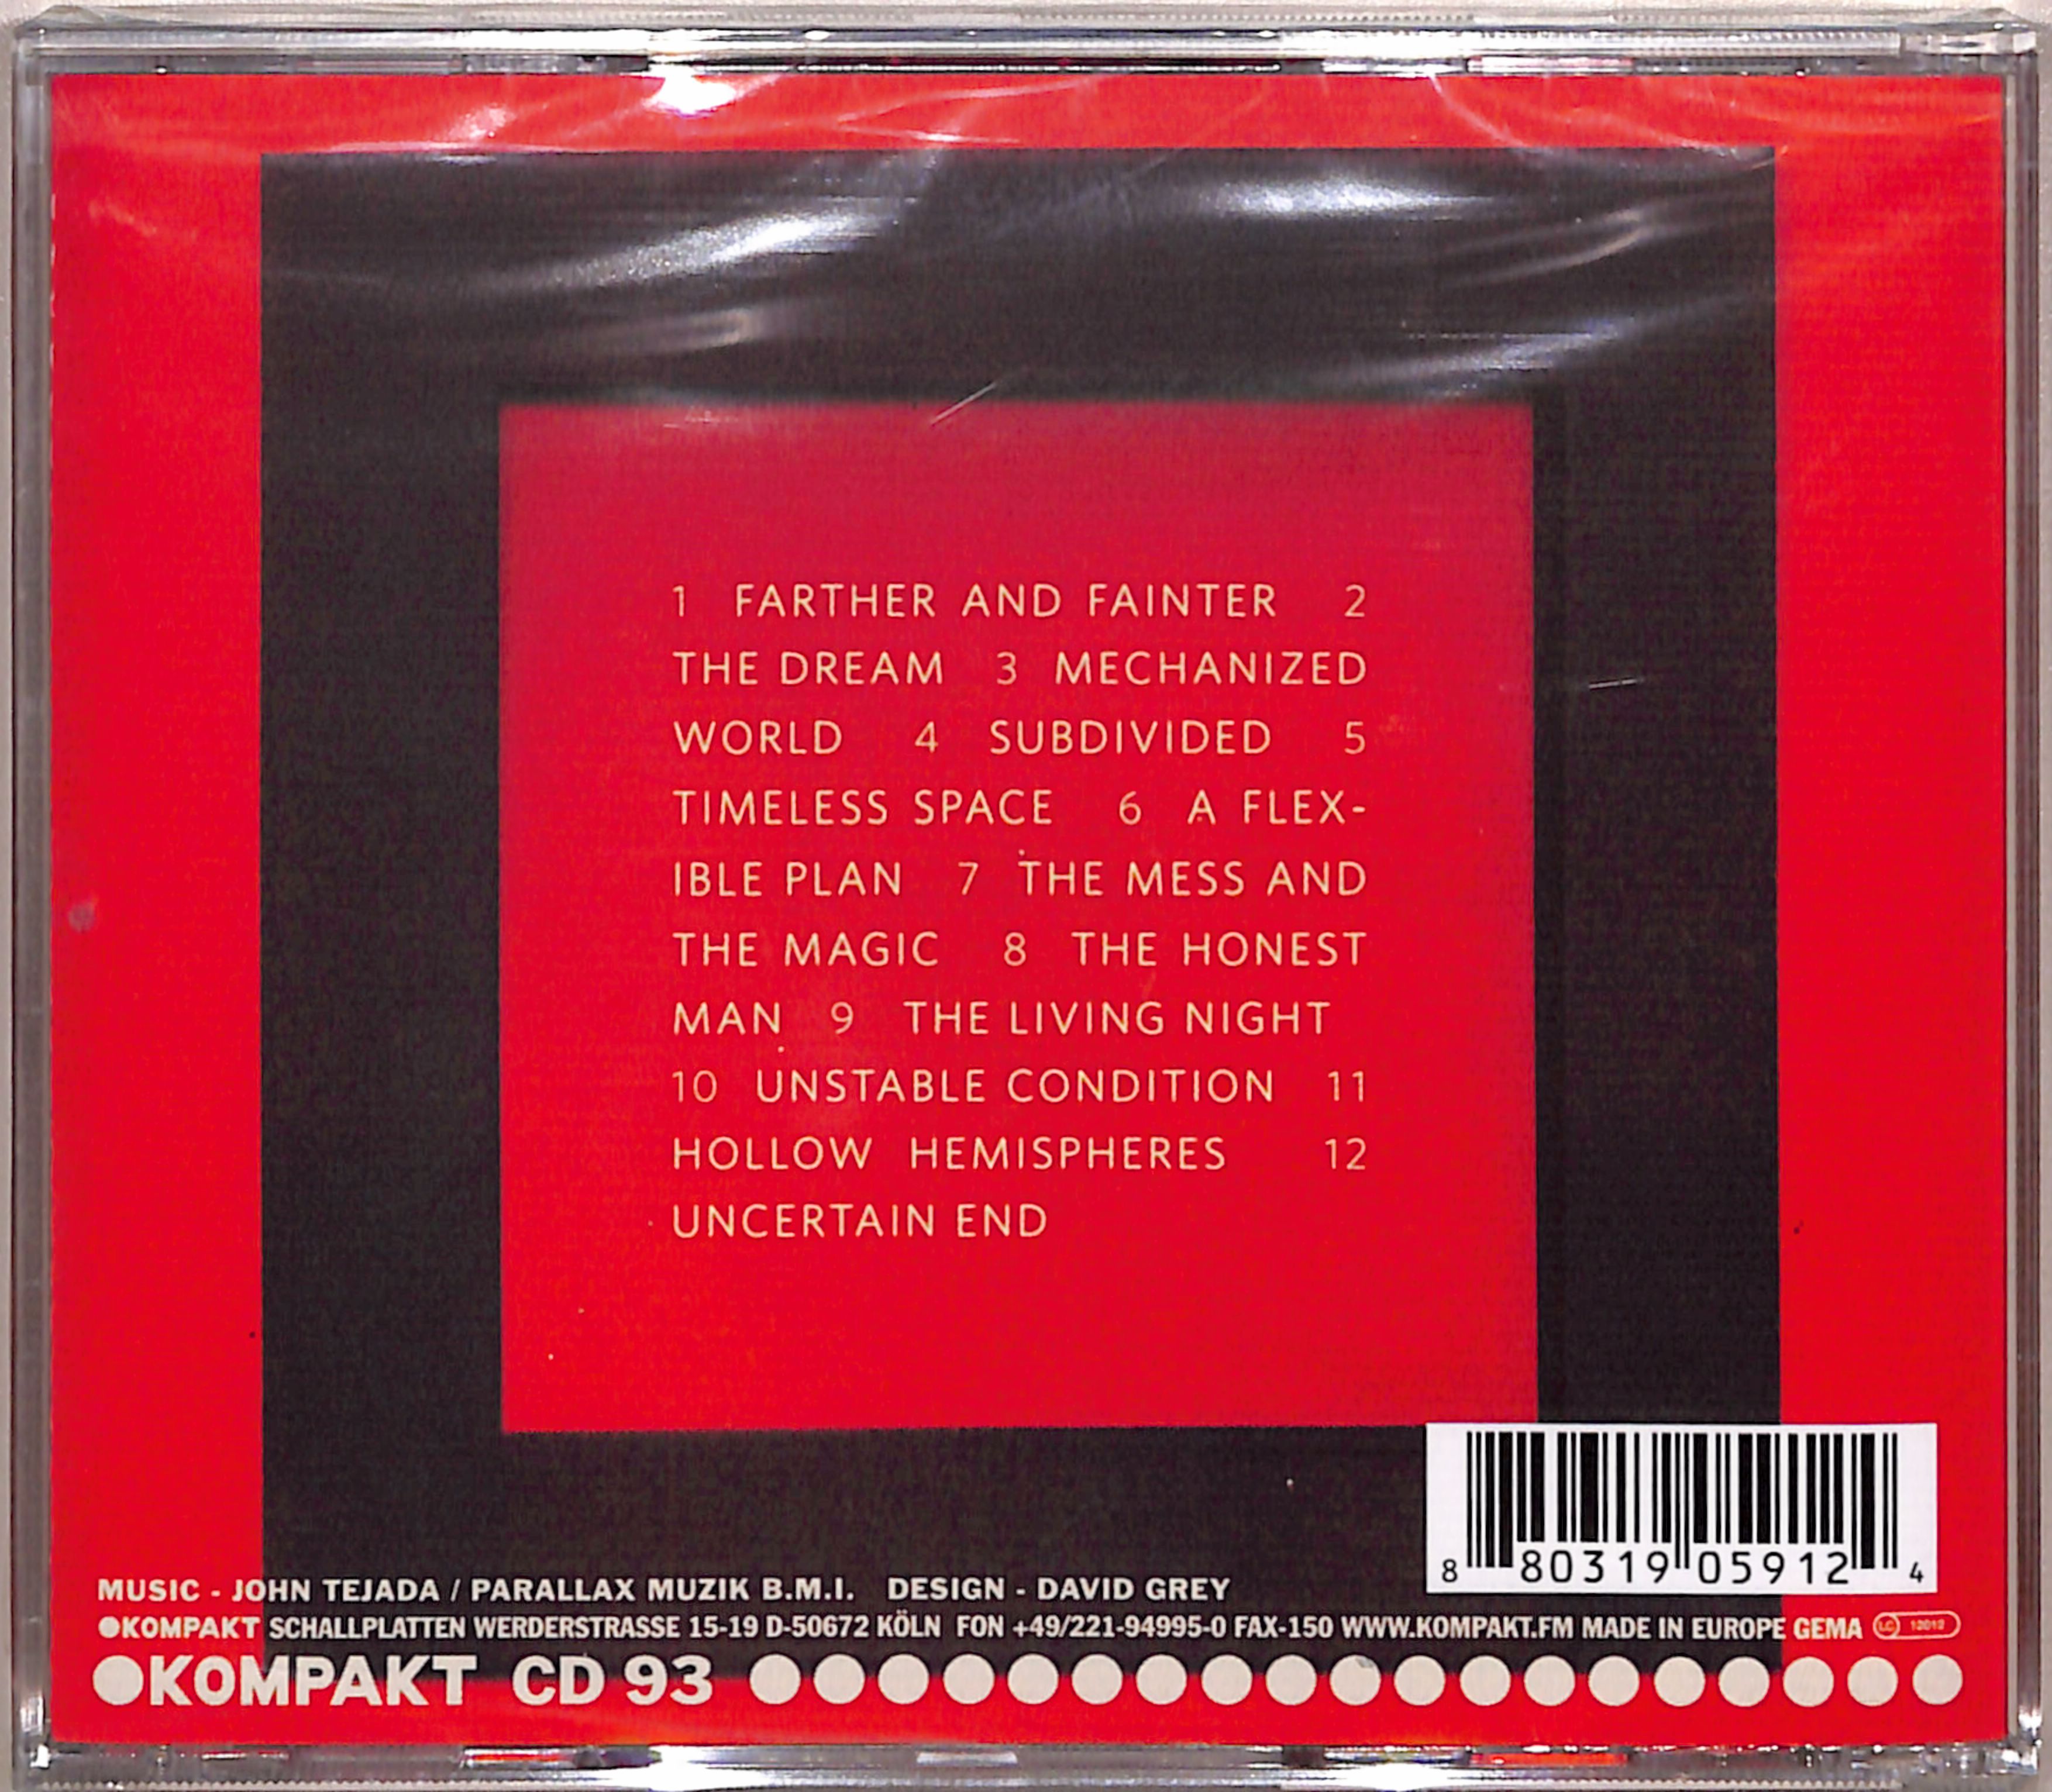 1 FARTHER AND FAINTER 2
THE DREAM 3 MECHANIZED
WORLD 4 SUBDIVIDED 5
TIMELESS SPACE 6 A FLEX-
IBLE PLAN 7 THE MESS AND
THE MAGIC 8 THE HONEST
MAN 9 THE LIVING NIGHT
10 UNSTABLE CONDITION 11
HOLLOW HEMISPHERES 12
UNCERTAIN END
8 80319 05912 4
MUSIC - JOHN TEJADA / PARALLAX MUZIK B.M.I. DESIGN - DAVID GREY
KOMPAKT SCHALLPLATTEN WERDERSTRASSE 15-19 D-50672 KÖLN FON +49/221-94995-0 FAX-150 WWW.KOMPAKT.FM MADE IN EUROPE GEMA LC
KOMPAKT CD 93